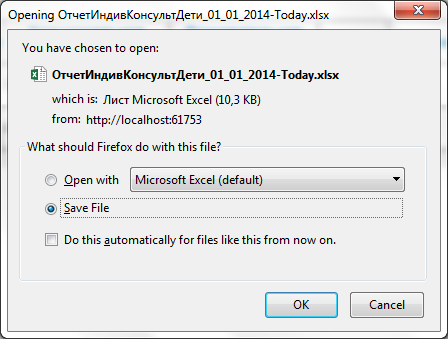 Opening ОтчетИндивКонсультДети_01_01_2014-Today.xlsx
You have chosen to open:
ОтчетИндивКонсультДети_01_01_2014-Today.xlsx
which is: Лист Microsoft Excel (10,3 KB)
from: http://localhost:61753
What should Firefox do with this file?
Open with Microsoft Excel (default)
Save File
Do this automatically for files like this from now on.
OK Cancel